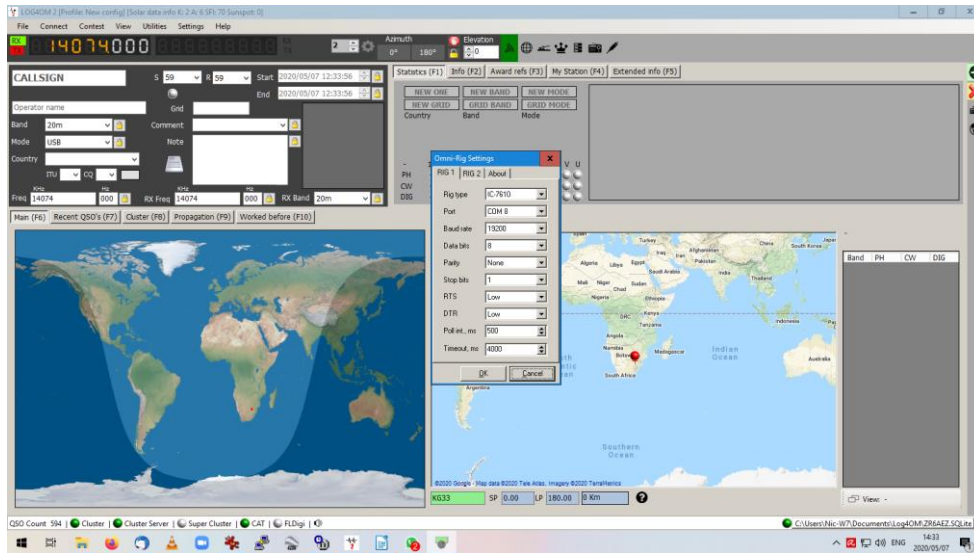 LOG4OM 2 [Profile: New config] [Solar data info K: 2 A: 6 SFI: 70 Sunspot: 0]
File Connect Contest View Utilities Settings Help
RX 14074.000 2 Azimuth 0° 180° Elevation 0
CALLSIGN S 59 R 59 Start 2020/05/07 12:33:56
End 2020/05/07 12:33:56
Operator name Grid
Band 20m Comment
Mode USB Note
Country
ITU CQ
KHz Hz KHz Hz
Freq 14074 000 RX Freq 14074 000 RX Band 20m
Statistics (F1) Info (F2) Award refs (F3) My Station (F4) Extended info (F5)
NEW ONE NEW BAND NEW MODE
NEW GRID GRID BAND GRID MODE
Country Band Mode
V U
PH
CW
DIG
Main (F6) Recent QSO's (F7) Cluster (F8) Propagation (F9) Worked before (F10)
Omni-Rig Settings
RIG 1 RIG 2 About
Rig type IC-7610
Port COM 8
Baud rate 19200
Data bits 8
Parity None
Stop bits 1
RTS Low
DTR Low
Poll int., ms 500
Timeout, ms 4000
OK Cancel
Turkey China Japan
South Korea
Iraq Iran Afghanistan
Pakistan
Algeria Libya Egypt
Saudi Arabia India
Mali Niger Sudan Thailand
Chad
Nigeria Ethiopia
DRC Kenya
Tanzania Indonesia
Angola
Namibia
Madagascar Indian
Ocean
Australia
South Africa
Argentina
Southern
Ocean
©2020 Google - Map data ©2020 Tele Atlas, Imagery ©2020 TerraMetrics
KG33 SP 0.00 LP 180.00 0 Km
Band PH CW DIG
View: -
QSO Count 594 | Cluster | Cluster Server | Super Cluster | CAT | FLDigi |
C:\Users\Nic-W7\Documents\Log4OM\ZR6AEZ.SQLite
ENG 14:33
2020/05/07